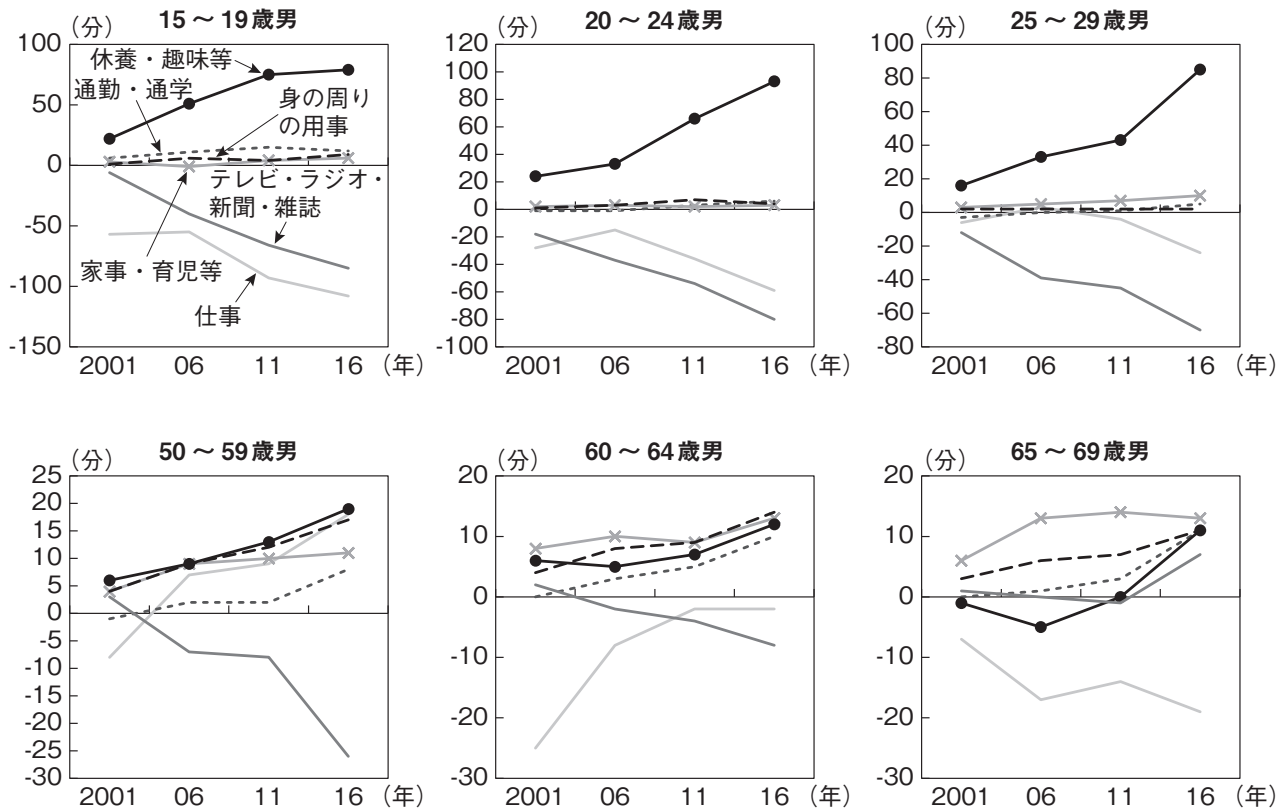 15～19歳男
（分）
100
50
0
-50
-100
-150
休養・趣味等
通勤・通学
身の周り
の用事
テレビ・ラジオ・
新聞・雑誌
家事・育児等
仕事
2001 06 11 16 （年）
20～24歳男
（分）
120
100
80
60
40
20
0
-20
-40
-60
-80
-100
2001 06 11 16 （年）
25～29歳男
（分）
100
80
60
40
20
0
-20
-40
-60
-80
2001 06 11 16 （年）
50～59歳男
（分）
25
20
15
10
5
0
-5
-10
-15
-20
-25
-30
2001 06 11 16 （年）
60～64歳男
（分）
20
10
0
-10
-20
-30
2001 06 11 16 （年）
65～69歳男
（分）
20
10
0
-10
-20
-30
2001 06 11 16 （年）